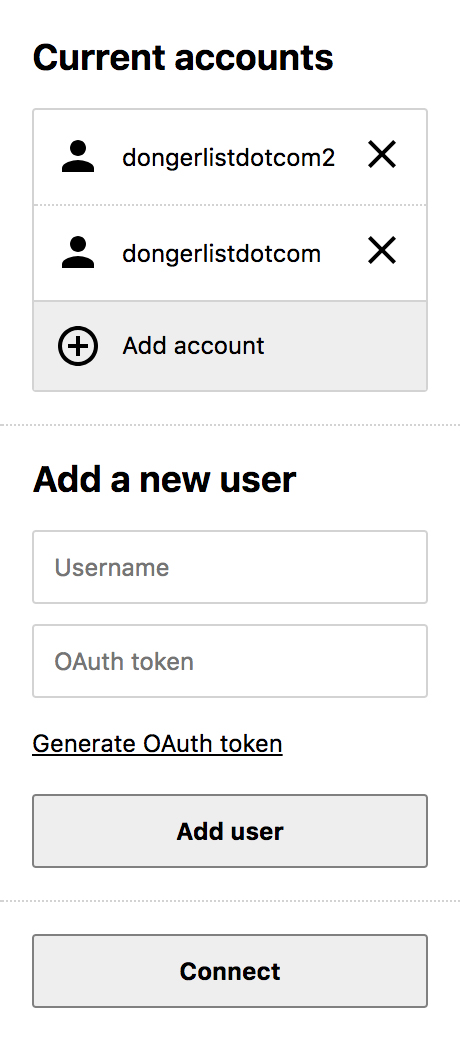 Current accounts
dongerlistdotcom2
dongerlistdotcom
Add account
Add a new user
Username
OAuth token
Generate OAuth token
Add user
Connect